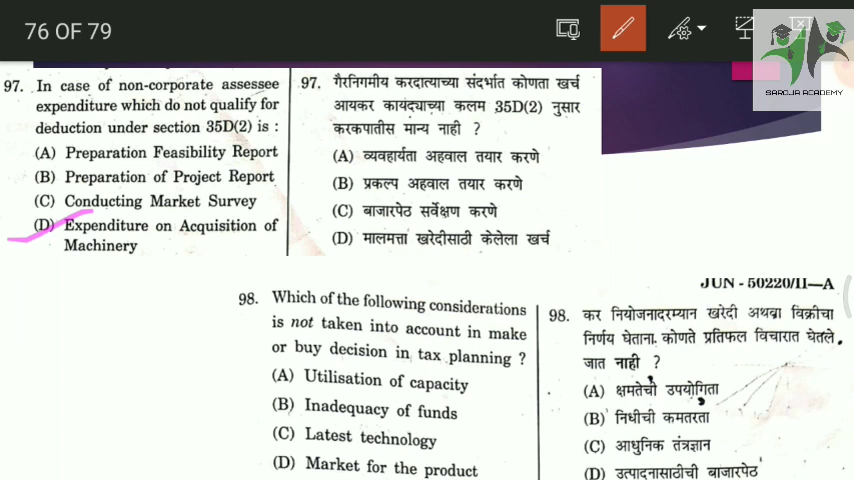 76 OF 79
SAROJA ACADEMY
97. In case of non-corporate assessee
expenditure which do not qualify for
deduction under section 35D(2) is :
(A) Preparation Feasibility Report
(B) Preparation of Project Report
(C) Conducting Market Survey
(D) Expenditure on Acquisition of
Machinery
97. गैरनिगमीय करदात्याच्या संदर्भात कोणता खर्च
आयकर कायद्याच्या कलम 35D(2) नुसार
करकपातीस मान्य नाही ?
(A) व्यवहार्यता अहवाल तयार करणे
(B) प्रकल्प अहवाल तयार करणे
(C) बाजारपेठ सर्वेक्षण करणे
(D) मालमत्ता खरेदीसाठी केलेला खर्च
JUN - 50220/II—A
98. Which of the following considerations
is not taken into account in make
or buy decision in tax planning ?
(A) Utilisation of capacity
(B) Inadequacy of funds
(C) Latest technology
(D) Market for the product
98. कर नियोजनादरम्यान खरेदी अथवा विक्रीचा
निर्णय घेताना कोणते प्रतिफल विचारात घेतले
जात नाही ?
(A) क्षमतेची उपयोगिता
(B) निधीची कमतरता
(C) आधुनिक तंत्रज्ञान
(D) उत्पादनासाठीची बाजारपेठ